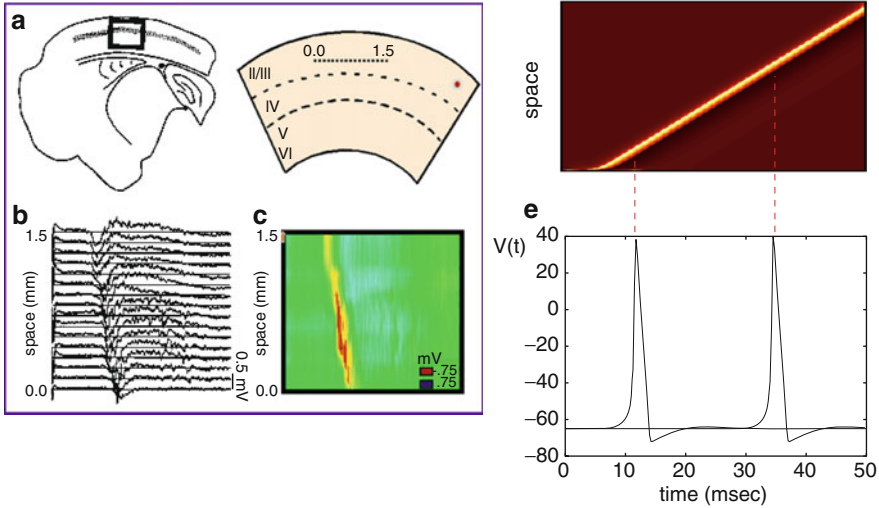 a
0.0 1.5
II/III
IV
V
VI
b
1.5
space (mm)
0.0
0.5 mV
c
1.5
space (mm)
0.0
mV
-.75
.75
space
e
V(t)
40
20
0
−20
−40
−60
−80
0 10 20 30 40 50
time (msec)